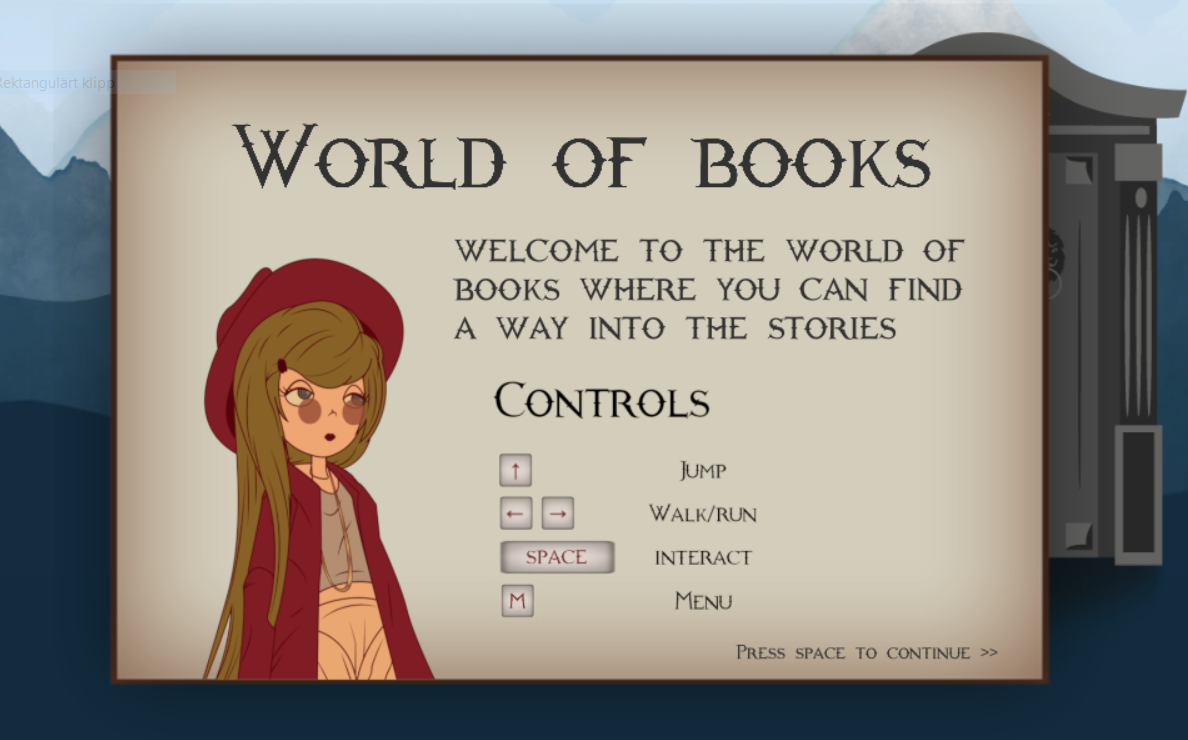 Rektangulärt klipp
World of books
Welcome to the world of
books where you can find
a way into the stories
Controls
↑ Jump
← → Walk/run
SPACE interact
M Menu
Press space to continue >>